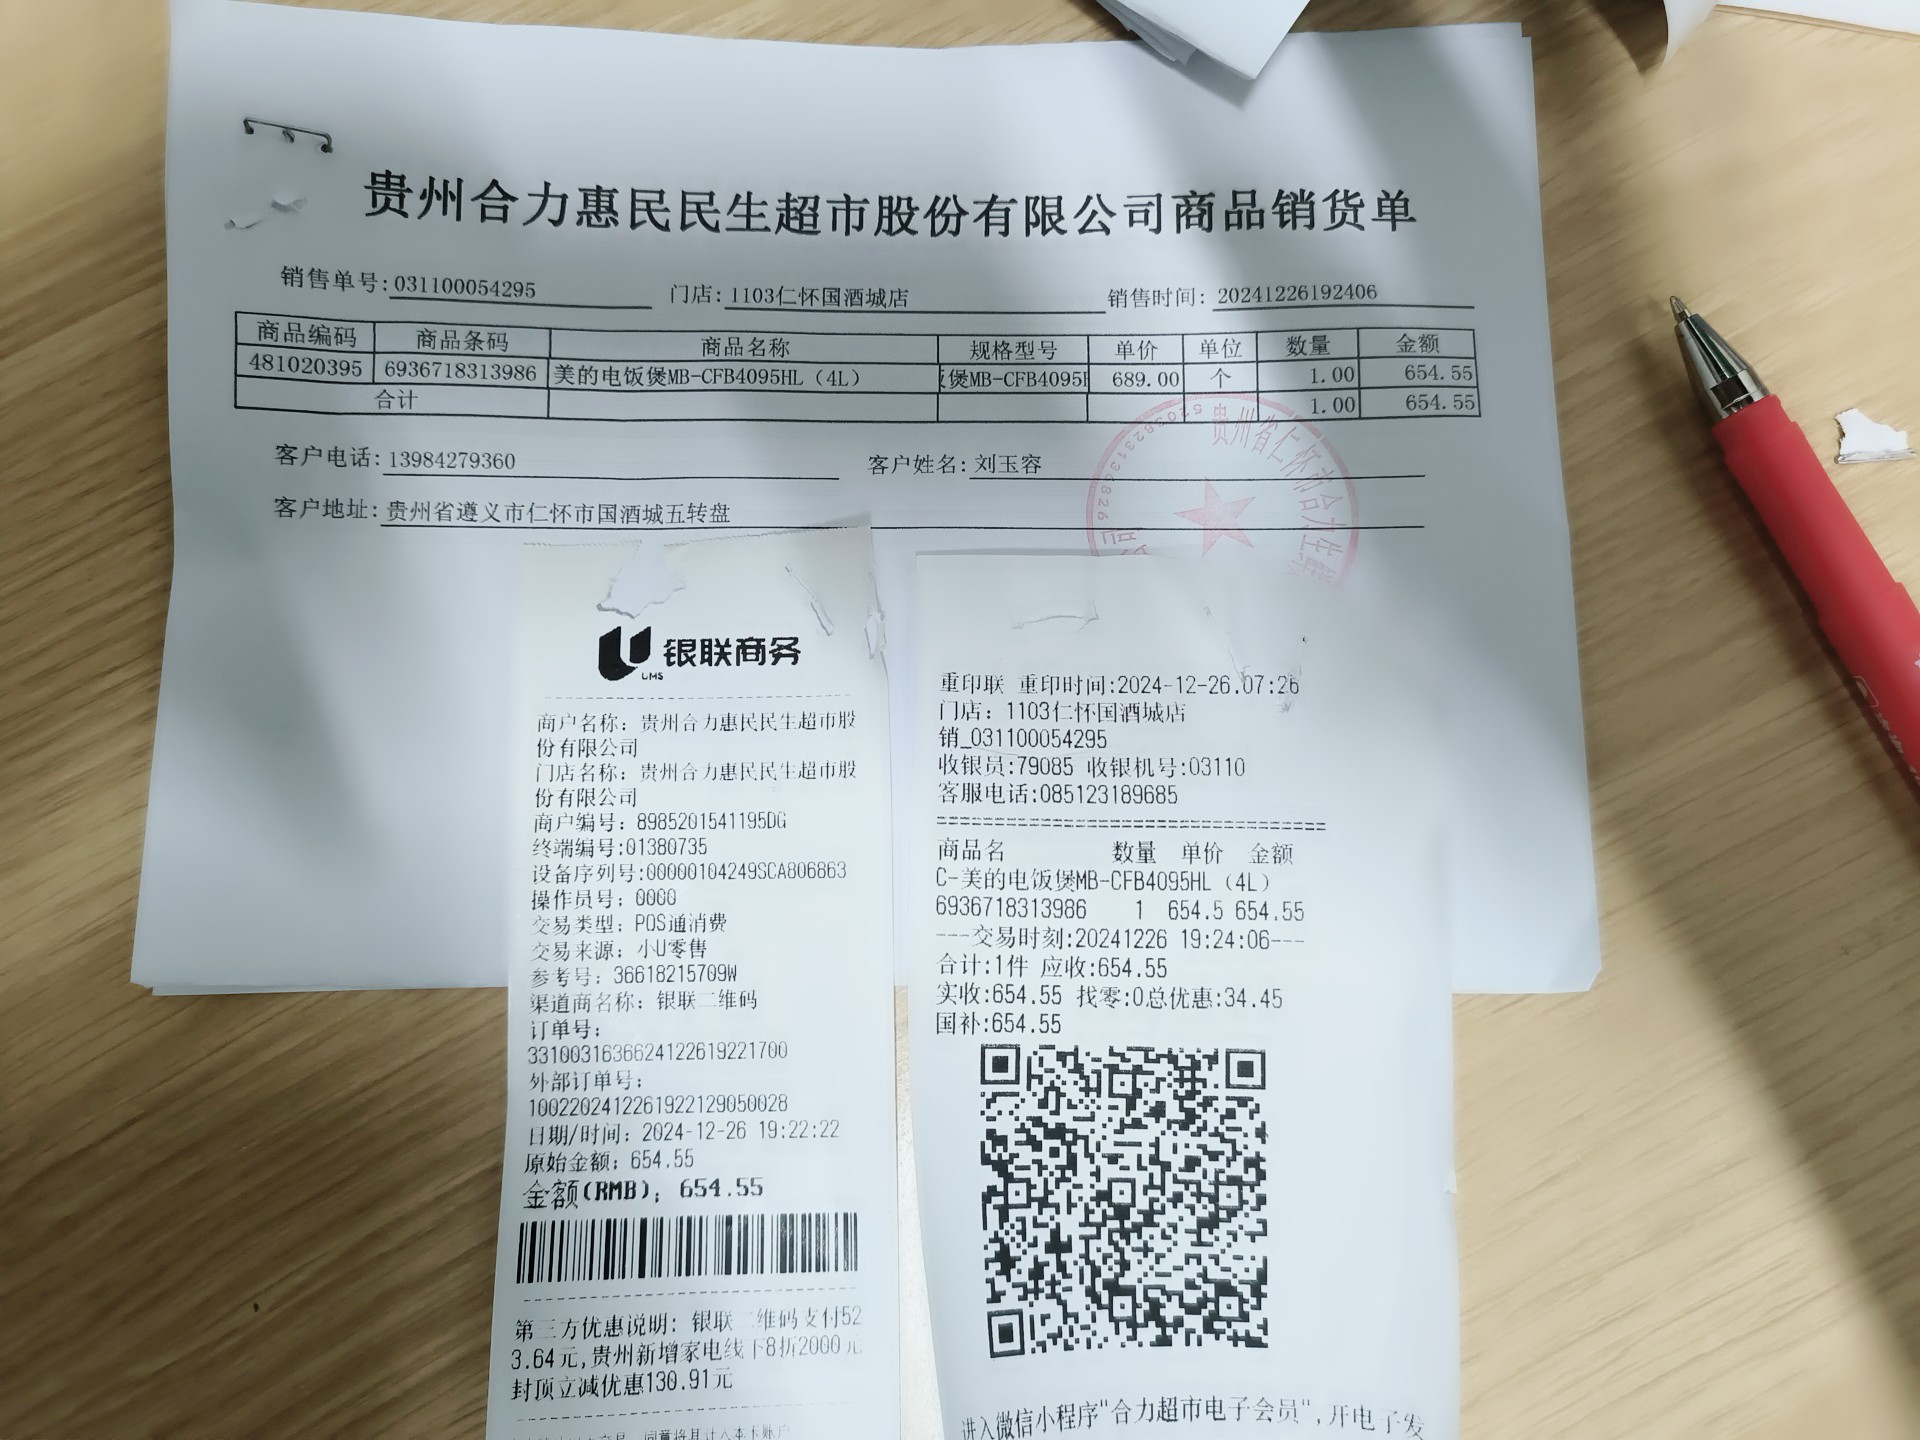 贵州合力惠民民生超市股份有限公司商品销货单
销售单号:031100054295 门店:1103仁怀国酒城店 销售时间:20241226192406
商品编码 商品条码 商品名称 规格型号 单价 单位 数量 金额
481020395 6936718313986 美的电饭煲MB-CFB4095HL（4L） 煲MB-CFB4095 689.00 个 1.00 654.55
合计 1.00 654.55
客户电话:13984279360 客户姓名:刘玉容
客户地址:贵州省遵义市仁怀市国酒城五转盘
贵州省仁怀市合力
5203823136826
银联商务
UMS
商户名称：贵州合力惠民民生超市股
份有限公司
门店名称：贵州合力惠民民生超市股
份有限公司
商户编号：8985201541195DG
终端编号:01380735
设备序列号:00000104249SCA806863
操作员号：0000
交易类型：POS通消费
交易来源：小U零售
参考号：36618215709W
渠道商名称：银联二维码
订单号：
33100316366241226192217​00
外部订单号：
1002202412261922129050028
日期/时间：2024-12-26 19:22:22
原始金额：654.55
金额(RMB)：654.55
第三方优惠说明：银联二维码支付52
3.64元,贵州新增家电线下8折2000元
封顶立减优惠130.91元
重印联 重印时间:2024-12-26.07:26
门店：1103仁怀国酒城店
销_031100054295
收银员:79085 收银机号:03110
客服电话:085123189685
==================================
商品名 数量 单价 金额
C-美的电饭煲MB-CFB4095HL（4L）
6936718313986 1 654.5 654.55
---交易时刻:20241226 19:24:06---
合计:1件 应收:654.55
实收:654.55 找零:0总优惠:34.45
国补:654.55
进入微信小程序"合力超市电子会员",开电子发